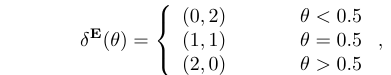 δ^E(θ) = { (0, 2) θ < 0.5
(1, 1) θ = 0.5
(2, 0) θ > 0.5 ,